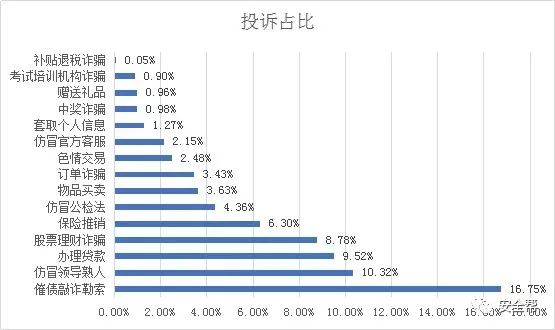 投诉占比
补贴退税诈骗 0.05%
考试培训机构诈骗 0.90%
赠送礼品 0.96%
中奖诈骗 0.98%
套取个人信息 1.27%
仿冒官方客服 2.15%
色情交易 2.48%
订单诈骗 3.43%
物品买卖 3.63%
仿冒公检法 4.36%
保险推销 6.30%
股票理财诈骗 8.78%
办理贷款 9.52%
仿冒领导熟人 10.32%
催债敲诈勒索 16.75%
安全帮
0.00% 2.00% 4.00% 6.00% 8.00% 10.00% 12.00% 14.00% 16.00% 18.00%